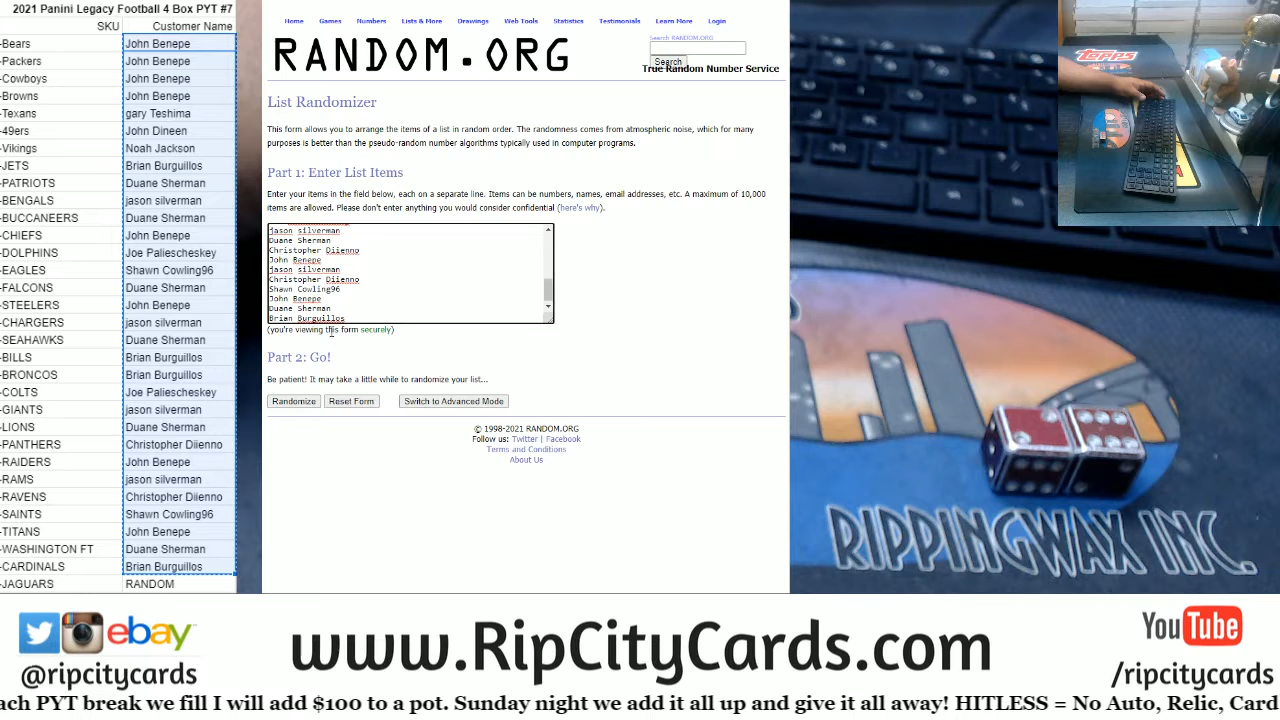 2021 Panini Legacy Football 4 Box PYT #7
SKU Customer Name
-Bears John Benepe
-Packers John Benepe
-Cowboys John Benepe
-Browns John Benepe
-Texans gary Teshima
-49ers John Dineen
-Vikings Noah Jackson
-JETS Brian Burguillos
-PATRIOTS Duane Sherman
-BENGALS jason silverman
-BUCCANEERS Duane Sherman
-CHIEFS John Benepe
-DOLPHINS Joe Paliescheskey
-EAGLES Shawn Cowling96
-FALCONS Duane Sherman
-STEELERS John Benepe
-CHARGERS jason silverman
-SEAHAWKS Duane Sherman
-BILLS Brian Burguillos
-BRONCOS Brian Burguillos
-COLTS Joe Paliescheskey
-GIANTS jason silverman
-LIONS Duane Sherman
-PANTHERS Christopher Diienno
-RAIDERS John Benepe
-RAMS jason silverman
-RAVENS Christopher Diienno
-SAINTS Shawn Cowling96
-TITANS John Benepe
-WASHINGTON FT Duane Sherman
-CARDINALS Brian Burguillos
-JAGUARS RANDOM
Home Games Numbers Lists & More Drawings Web Tools Statistics Testimonials Learn More Login
RANDOM.ORG
Search RANDOM.ORG
Search
True Random Number Service
List Randomizer
This form allows you to arrange the items of a list in random order. The randomness comes from atmospheric noise, which for many
purposes is better than the pseudo-random number algorithms typically used in computer programs.
Part 1: Enter List Items
Enter your items in the field below, each on a separate line. Items can be numbers, names, email addresses, etc. A maximum of 10,000
items are allowed. Please don't enter anything you would consider confidential (here's why).
jason silverman
Duane Sherman
Christopher Diienno
John Benepe
jason silverman
Christopher Diienno
Shawn Cowling96
John Benepe
Duane Sherman
Brian Burguillos
(you're viewing this form securely)
Part 2: Go!
Be patient! It may take a little while to randomize your list...
Randomize Reset Form Switch to Advanced Mode
© 1998-2021 RANDOM.ORG
Follow us: Twitter | Facebook
Terms and Conditions
About Us
TOPPS
RIPPINGWAX INC.
ebay
@ripcitycards
www.RipCityCards.com
YouTube
/ripcitycards
ach PYT break we fill I will add $100 to a pot. Sunday night we add it all up and give it all away! HITLESS = No Auto, Relic, Card